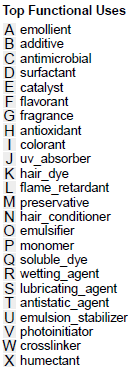 Top Functional Uses
A emollient
B additive
C antimicrobial
D surfactant
E catalyst
F flavorant
G fragrance
H antioxidant
I colorant
J uv_absorber
K hair_dye
L flame_retardant
M preservative
N hair_conditioner
O emulsifier
P monomer
Q soluble_dye
R wetting_agent
S lubricating_agent
T antistatic_agent
U emulsion_stabilizer
V photoinitiator
W crosslinker
X humectant